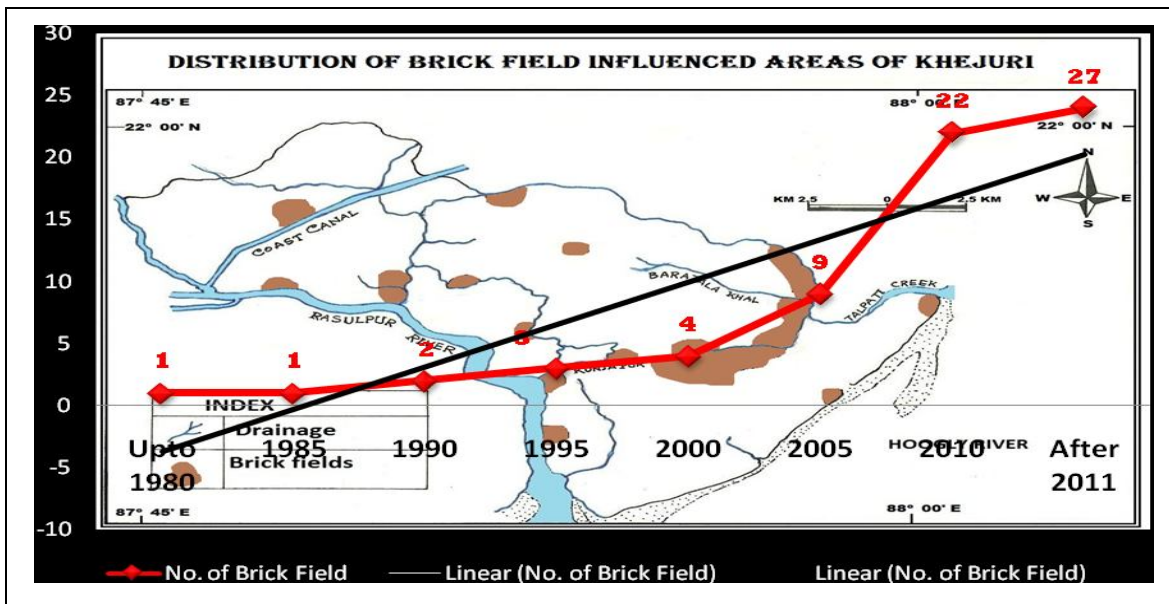 30
DISTRIBUTION OF BRICK FIELD INFLUENCED AREAS OF KHEJURI
27
25
87° 45' E
88° 00' E
22
22° 00' N
22° 00' N
20
N
KM 2.5 0 2.5 KM
W E
S
15
COAST CANAL
9
10
BARATALA KHAL
TALPATI CREEK
RASULPUR
RIVER
4
5
1 1 2 3
0
INDEX
Drainage
HOOGLY RIVER
Upto 1985 1990 1995 2000 2005 2010 After
1980
2011
Brick fields
-5
87° 45' E
88° 00' E
-10
No. of Brick Field
Linear (No. of Brick Field)
Linear (No. of Brick Field)